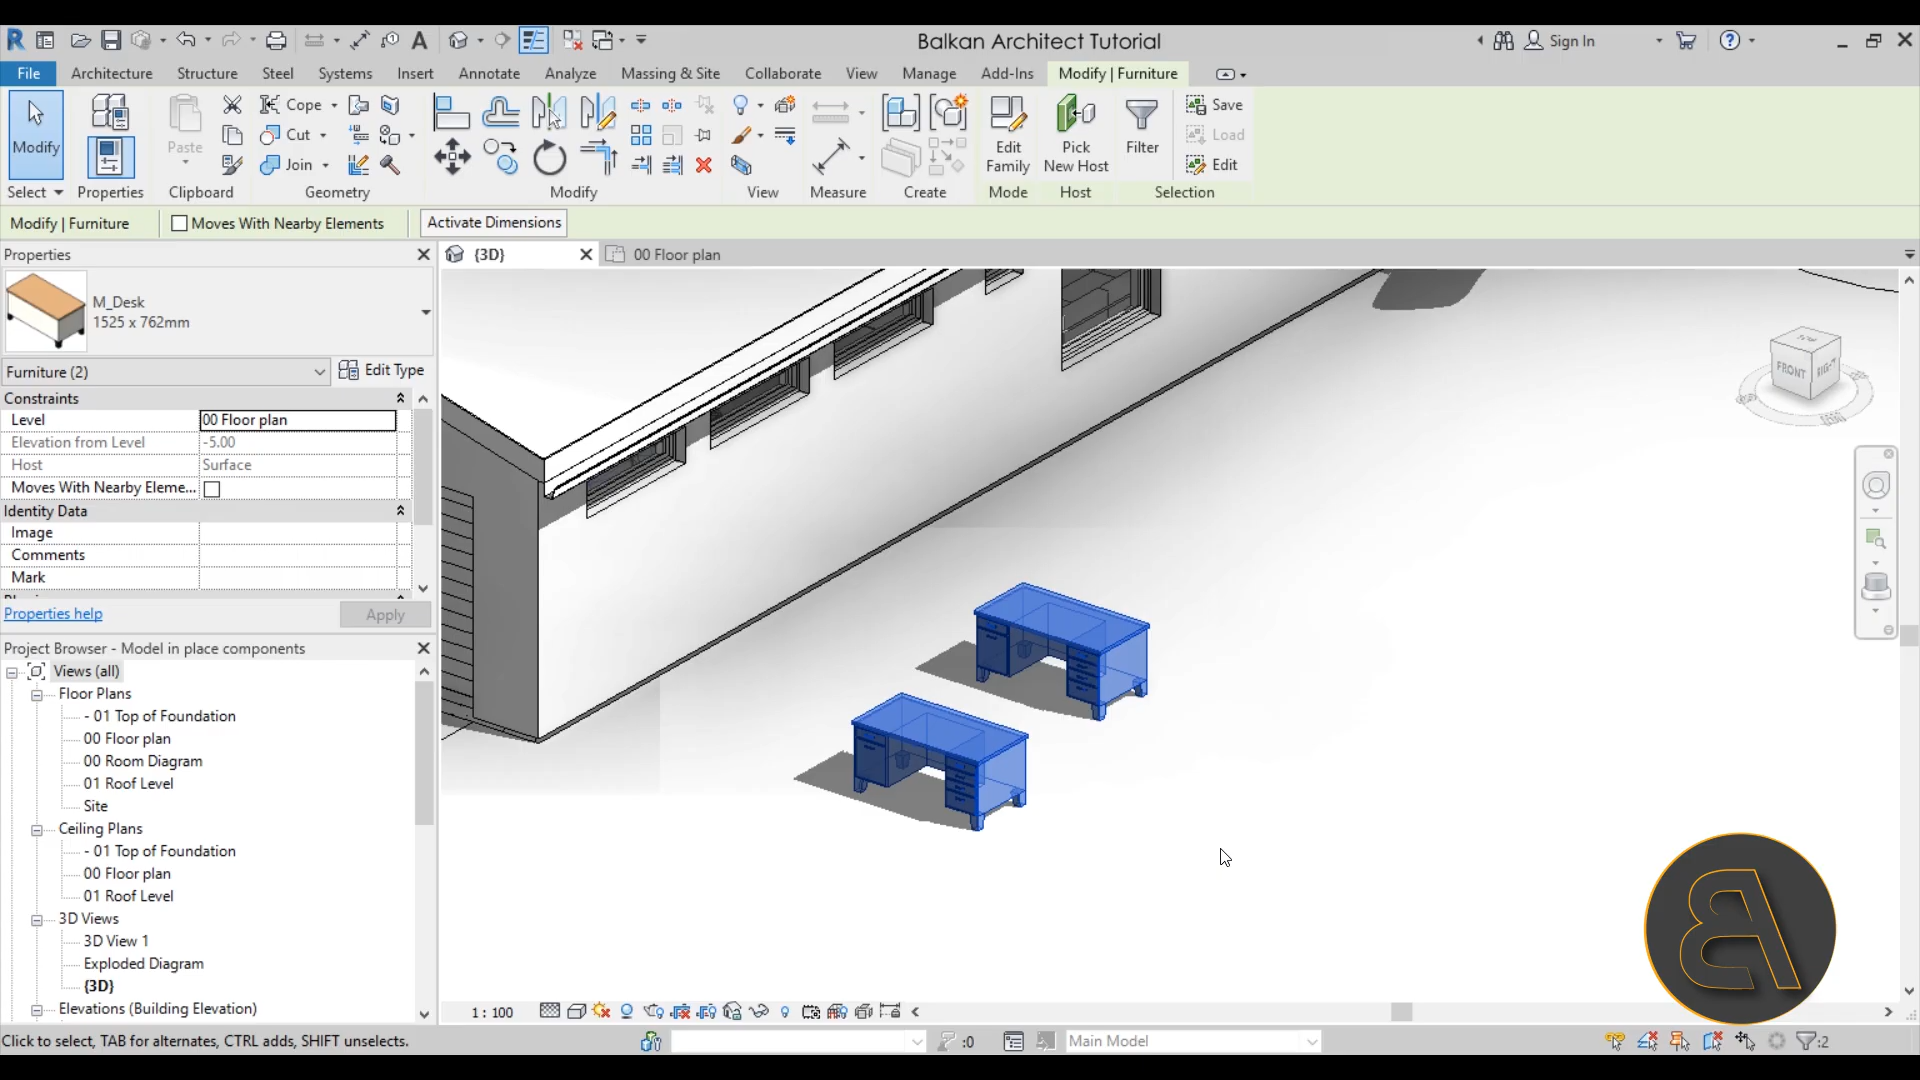 Balkan Architect Tutorial
Sign In
File
Architecture
Structure
Steel
Systems
Insert
Annotate
Analyze
Massing & Site
Collaborate
View
Manage
Add-Ins
Modify | Furniture
Modify
Paste
Cope
Cut
Join
Edit
Family
Pick
New Host
Filter
Save
Load
Edit
Select
Properties
Clipboard
Geometry
Modify
View
Measure
Create
Mode
Host
Selection
Modify | Furniture
Moves With Nearby Elements
Activate Dimensions
Properties
{3D}
00 Floor plan
M_Desk
1525 x 762mm
Furniture (2)
Edit Type
Constraints
Level
00 Floor plan
Elevation from Level
-5.00
Host
Surface
Moves With Nearby Eleme...
Identity Data
Image
Comments
Mark
Properties help
Apply
FRONT
Project Browser - Model in place components
Views (all)
Floor Plans
- 01 Top of Foundation
00 Floor plan
00 Room Diagram
01 Roof Level
Site
Ceiling Plans
- 01 Top of Foundation
00 Floor plan
01 Roof Level
3D Views
3D View 1
Exploded Diagram
{3D}
Elevations (Building Elevation)
1 : 100
Click to select, TAB for alternates, CTRL adds, SHIFT unselects.
:0
Main Model
:2